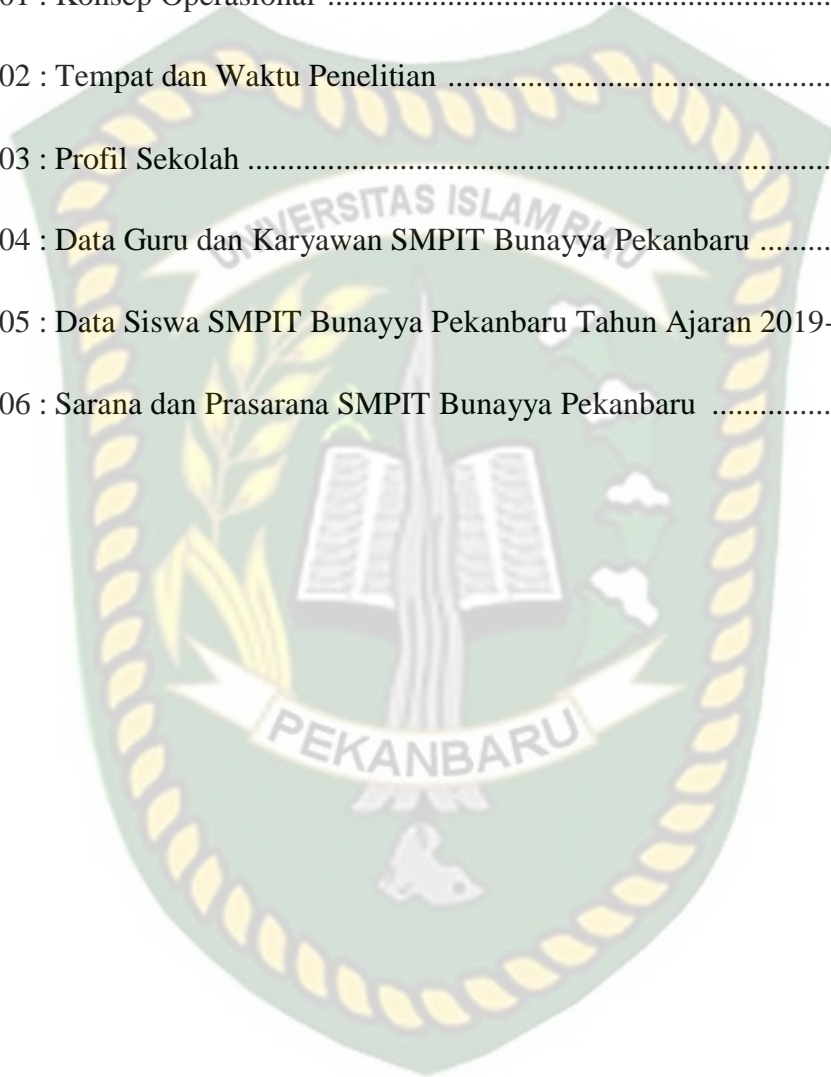 01 : Konsep Operasional ..............................................................
02 : Tempat dan Waktu Penelitian ...............................................
03 : Profil Sekolah ........................................................................
UNIVERSITAS ISLAM RIAU
04 : Data Guru dan Karyawan SMPIT Bunayya Pekanbaru .........
05 : Data Siswa SMPIT Bunayya Pekanbaru Tahun Ajaran 2019-
06 : Sarana dan Prasarana SMPIT Bunayya Pekanbaru ..............
PEKANBARU